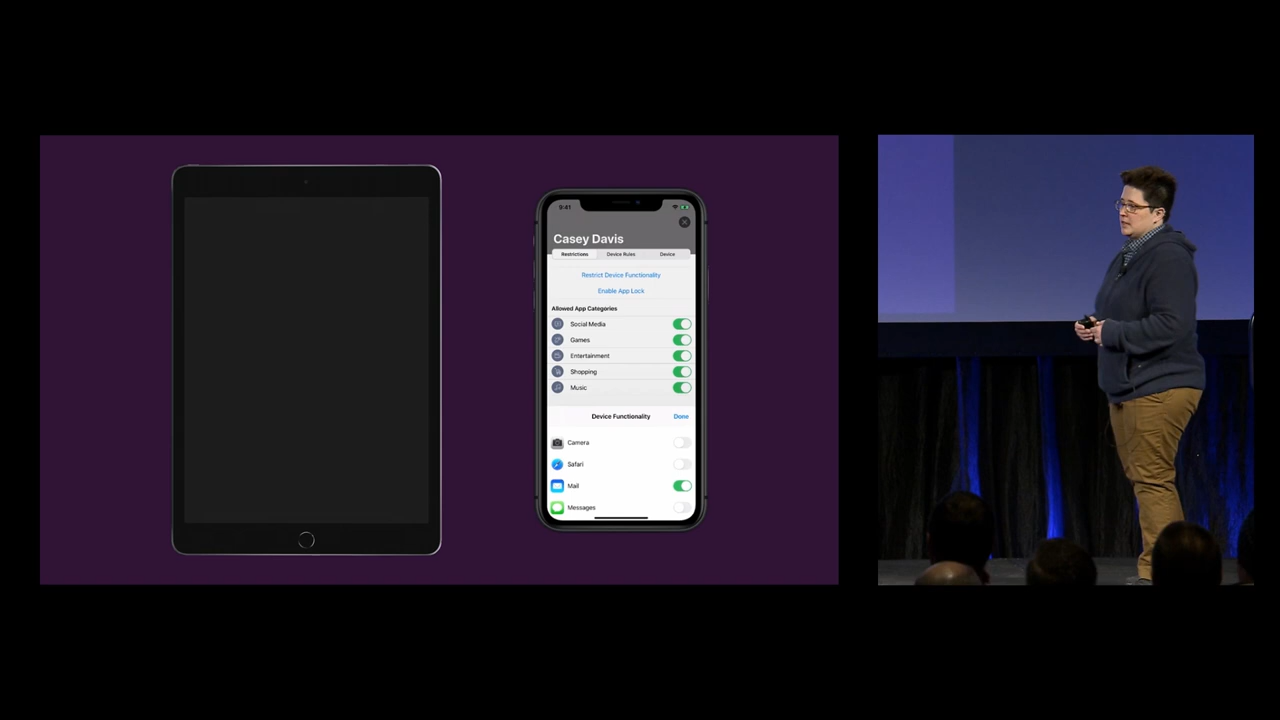 9:41
Casey Davis
Restrictions Device Rules Device
Restrict Device Functionality
Enable App Lock
Allowed App Categories
Social Media
Games
Entertainment
Shopping
Music
Device Functionality Done
Camera
Safari
Mail
Messages